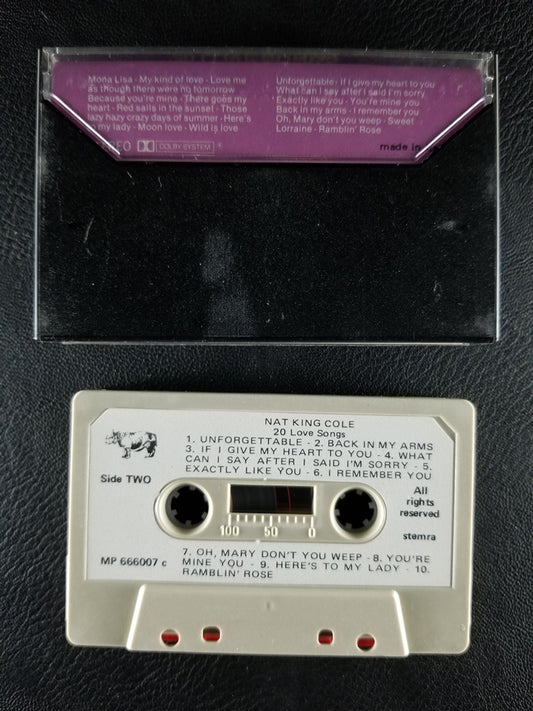 Mona Lisa - My kind of love - Love me
as though there were no tomorrow
Because you're mine - There goes my
heart - Red sails in the sunset - Those
lazy hazy crazy days of summer - Here's
to my lady - Moon love - Wild is love
DOLBY SYSTEM
Unforgettable - If I give my heart to you
What can I say after I said I'm sorry
Exactly like you - You're mine you
Back in my arms - I remember you
Oh, Mary don't you weep - Sweet
Lorraine - Ramblin' Rose
made in
NAT KING COLE
20 Love Songs
1. UNFORGETTABLE - 2. BACK IN MY ARMS
3. IF I GIVE MY HEART TO YOU - 4. WHAT
CAN I SAY AFTER I SAID I'M SORRY - 5.
EXACTLY LIKE YOU - 6. I REMEMBER YOU
Side TWO
All
rights
reserved
stemra
100 50 0
MP 666007 c
7. OH, MARY DON'T YOU WEEP - 8. YOU'RE
MINE YOU - 9. HERE'S TO MY LADY - 10.
RAMBLIN' ROSE